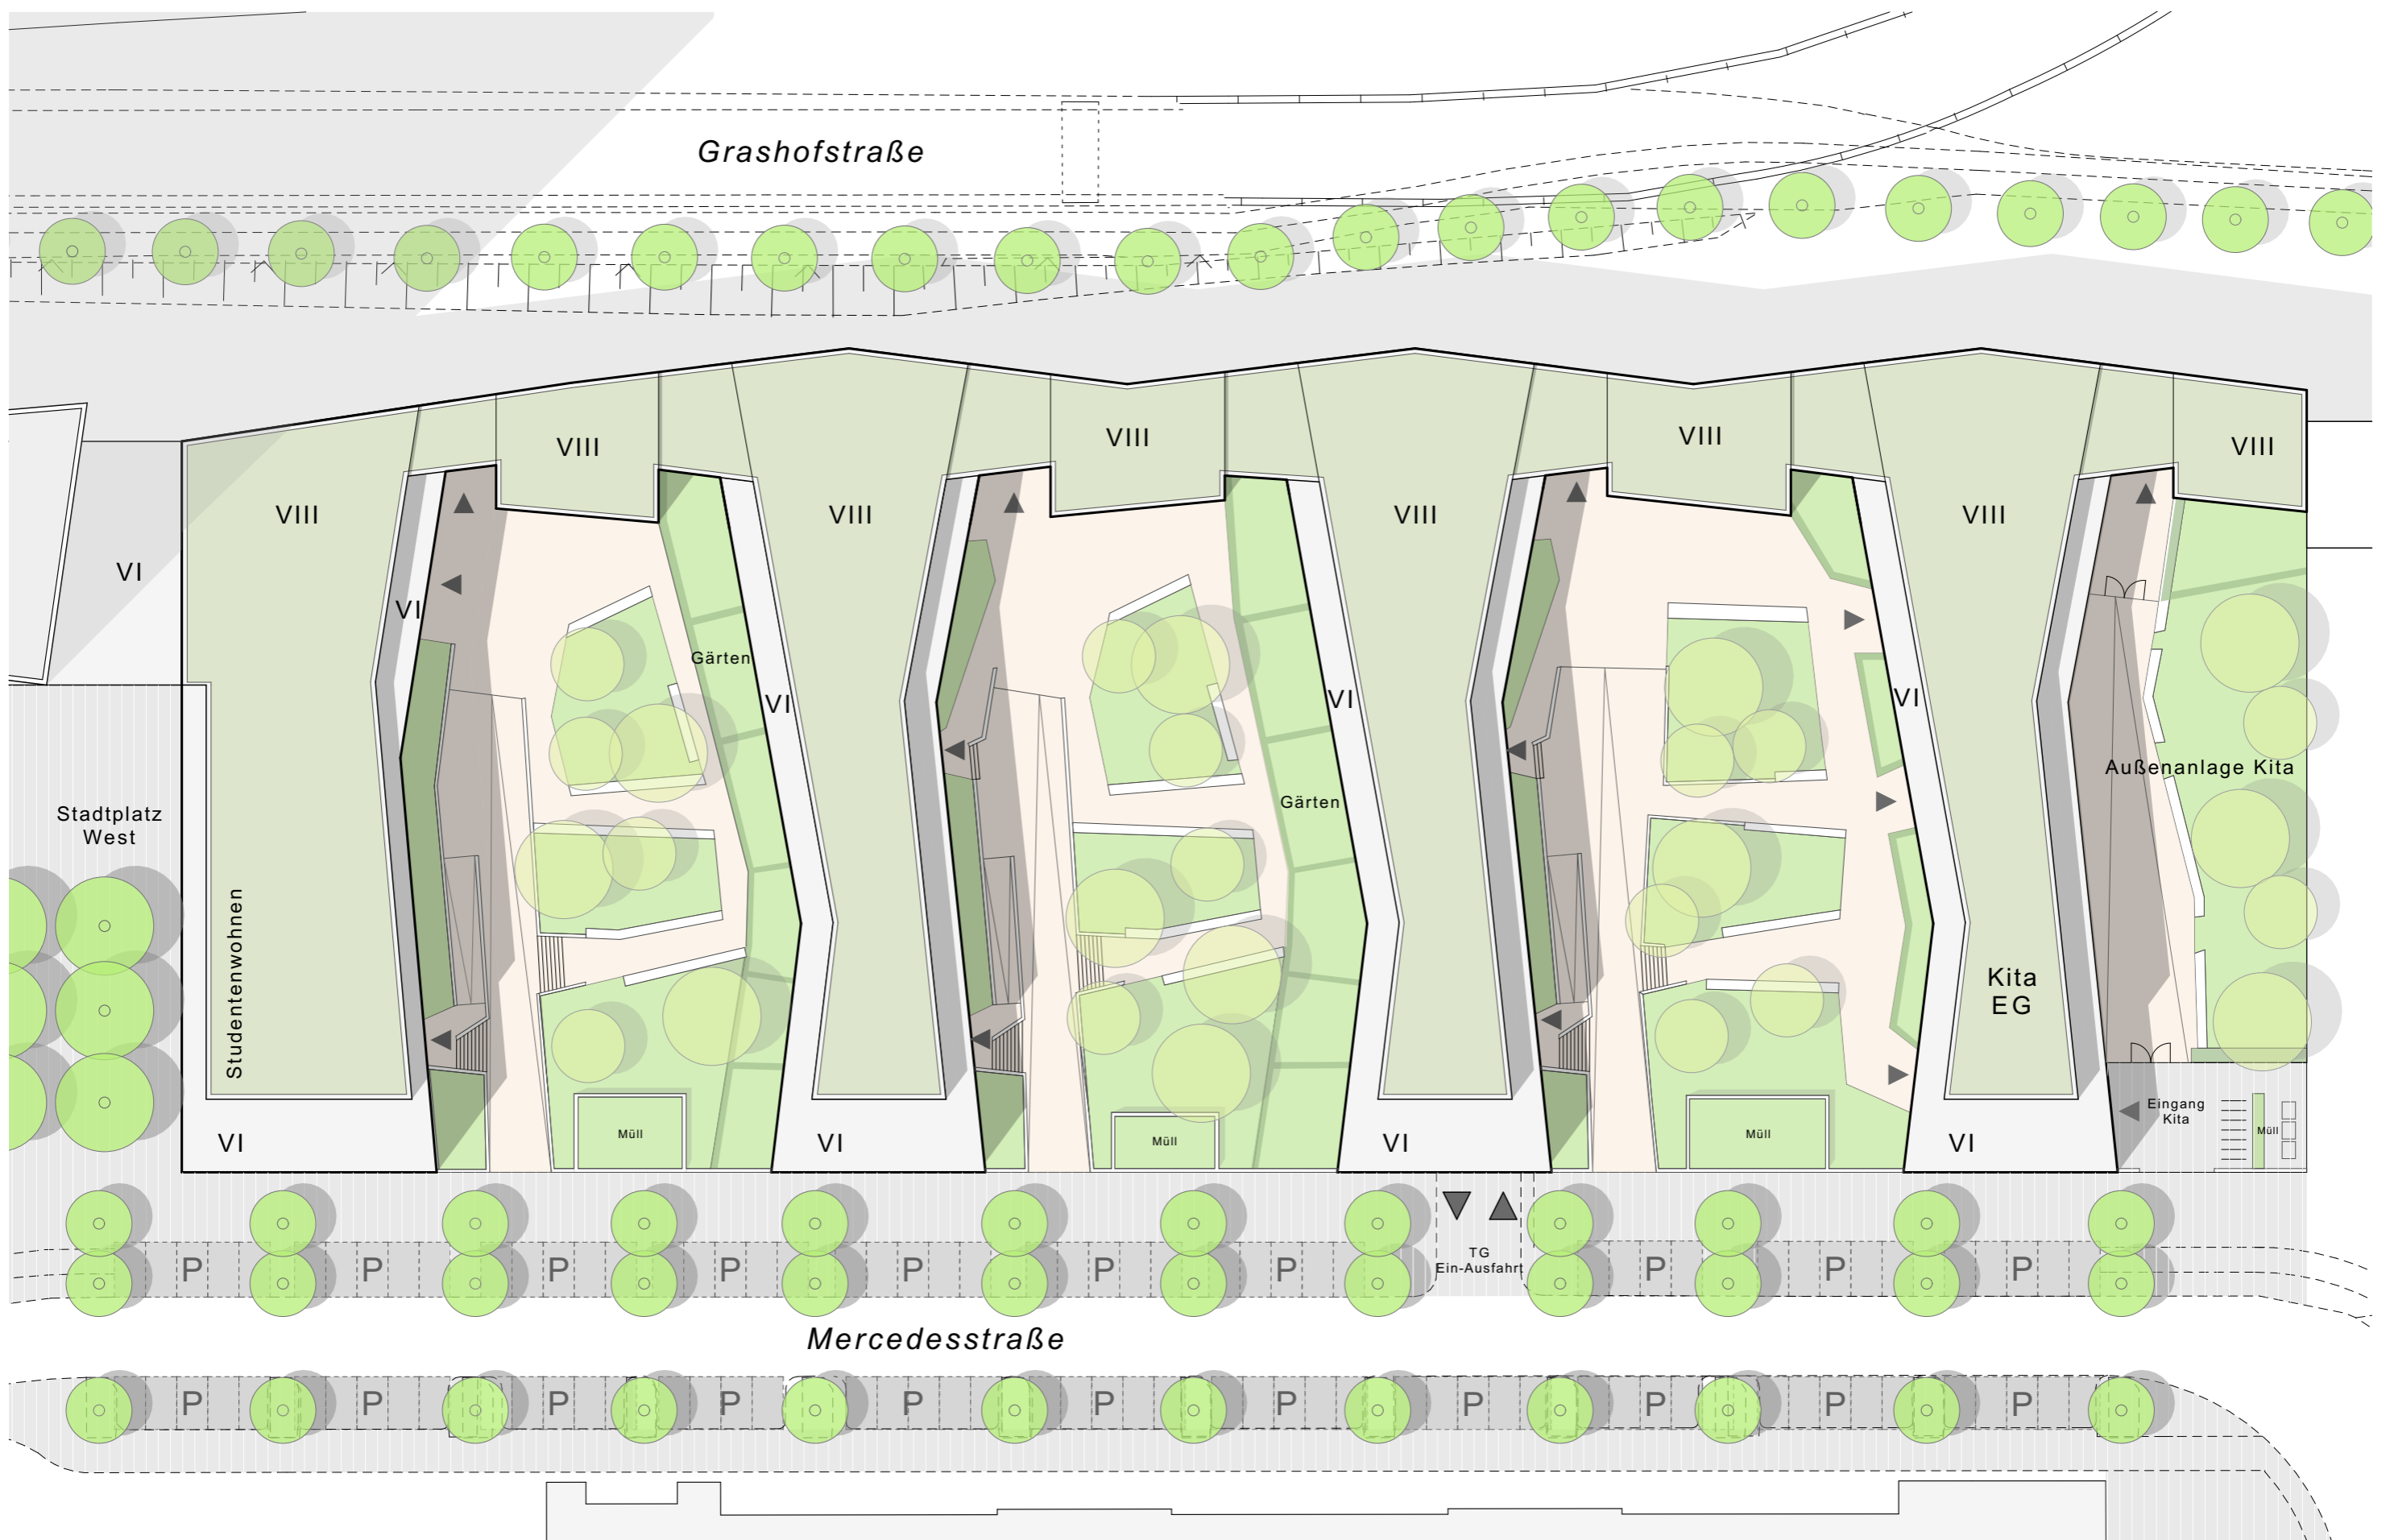 Grashofstraße
VIII
VIII
VIII
VIII
VIII
VIII
VIII
VIII
VI
VI
Gärten
VI
VI
VI
Gärten
Außenanlage Kita
Stadtplatz
West
Studentenwohnen
Kita
EG
Eingang
Kita
Müll
Müll
Müll
Müll
VI
VI
VI
VI
TG
Ein-Ausfahrt
P
P
P
P
P
P
P
P
P
P
Mercedesstraße
P
P
P
P
P
P
P
P
P
P
P